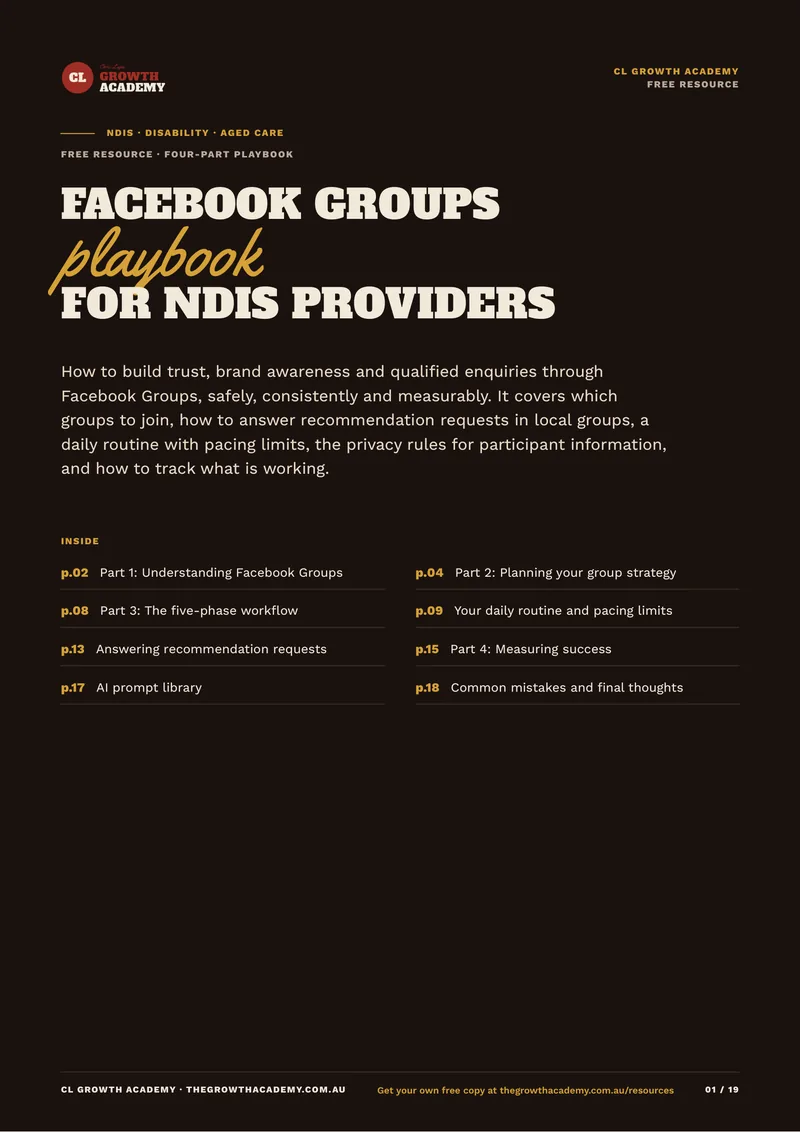 CL
Care Life
GROWTH
ACADEMY
CL GROWTH ACADEMY
FREE RESOURCE
NDIS · DISABILITY · AGED CARE
FREE RESOURCE · FOUR-PART PLAYBOOK
FACEBOOK GROUPS
playbook
FOR NDIS PROVIDERS
How to build trust, brand awareness and qualified enquiries through
Facebook Groups, safely, consistently and measurably. It covers which
groups to join, how to answer recommendation requests in local groups, a
daily routine with pacing limits, the privacy rules for participant information,
and how to track what is working.
INSIDE
p.02 Part 1: Understanding Facebook Groups
p.04 Part 2: Planning your group strategy
p.08 Part 3: The five-phase workflow
p.09 Your daily routine and pacing limits
p.13 Answering recommendation requests
p.15 Part 4: Measuring success
p.17 AI prompt library
p.18 Common mistakes and final thoughts
CL GROWTH ACADEMY · THEGROWTHACADEMY.COM.AU
Get your own free copy at thegrowthacademy.com.au/resources
01 / 19